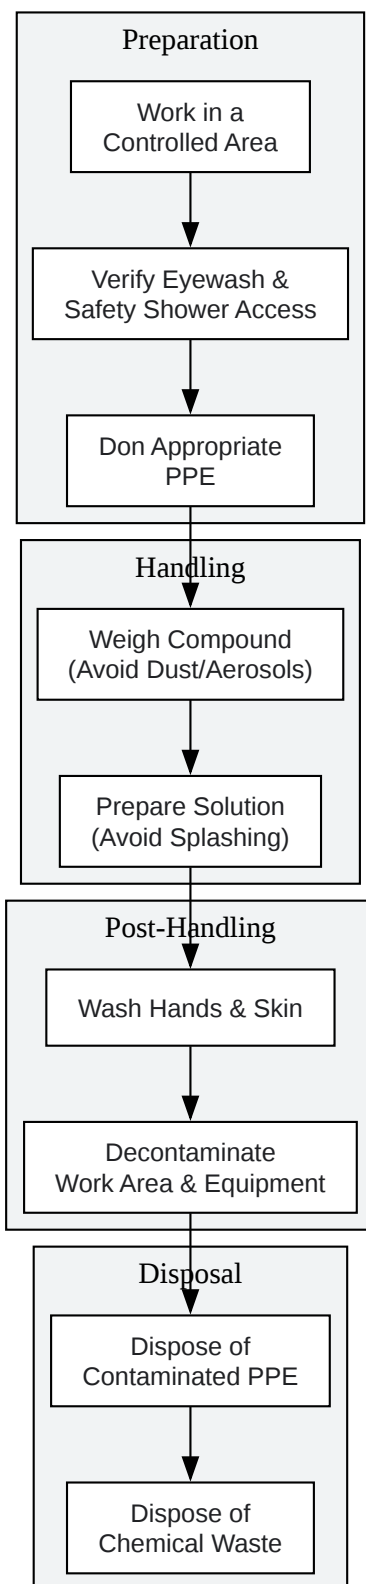 Preparation
Work in a
Controlled Area
Verify Eyewash &
Safety Shower Access
Don Appropriate
PPE
Handling
Weigh Compound
(Avoid Dust/Aerosols)
Prepare Solution
(Avoid Splashing)
Post-Handling
Wash Hands & Skin
Decontaminate
Work Area & Equipment
Disposal
Dispose of
Contaminated PPE
Dispose of
Chemical Waste